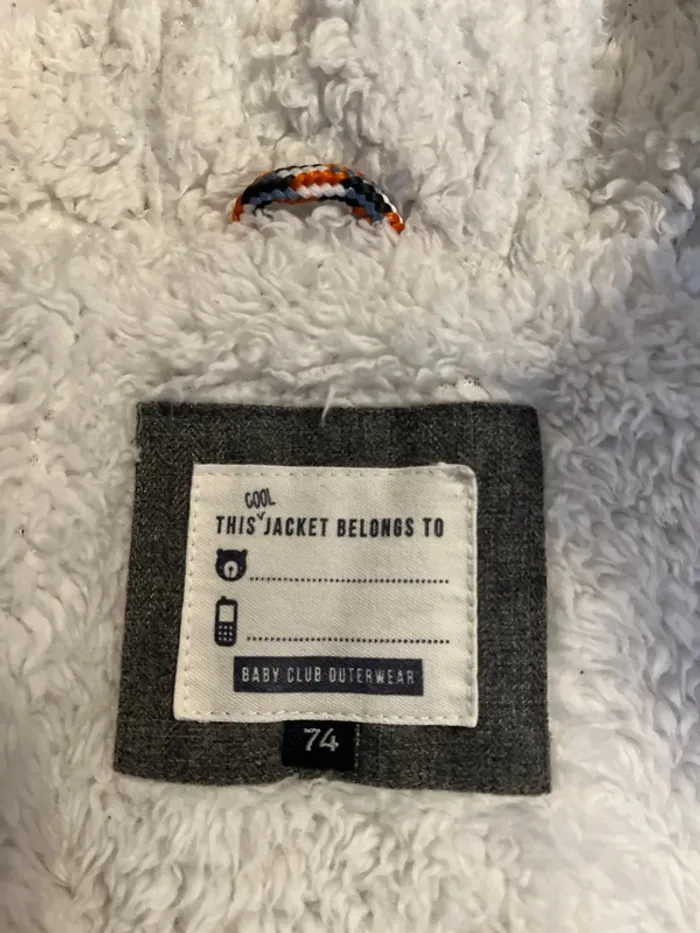 COOL
THIS JACKET BELONGS TO
BABY CLUB OUTERWEAR
74